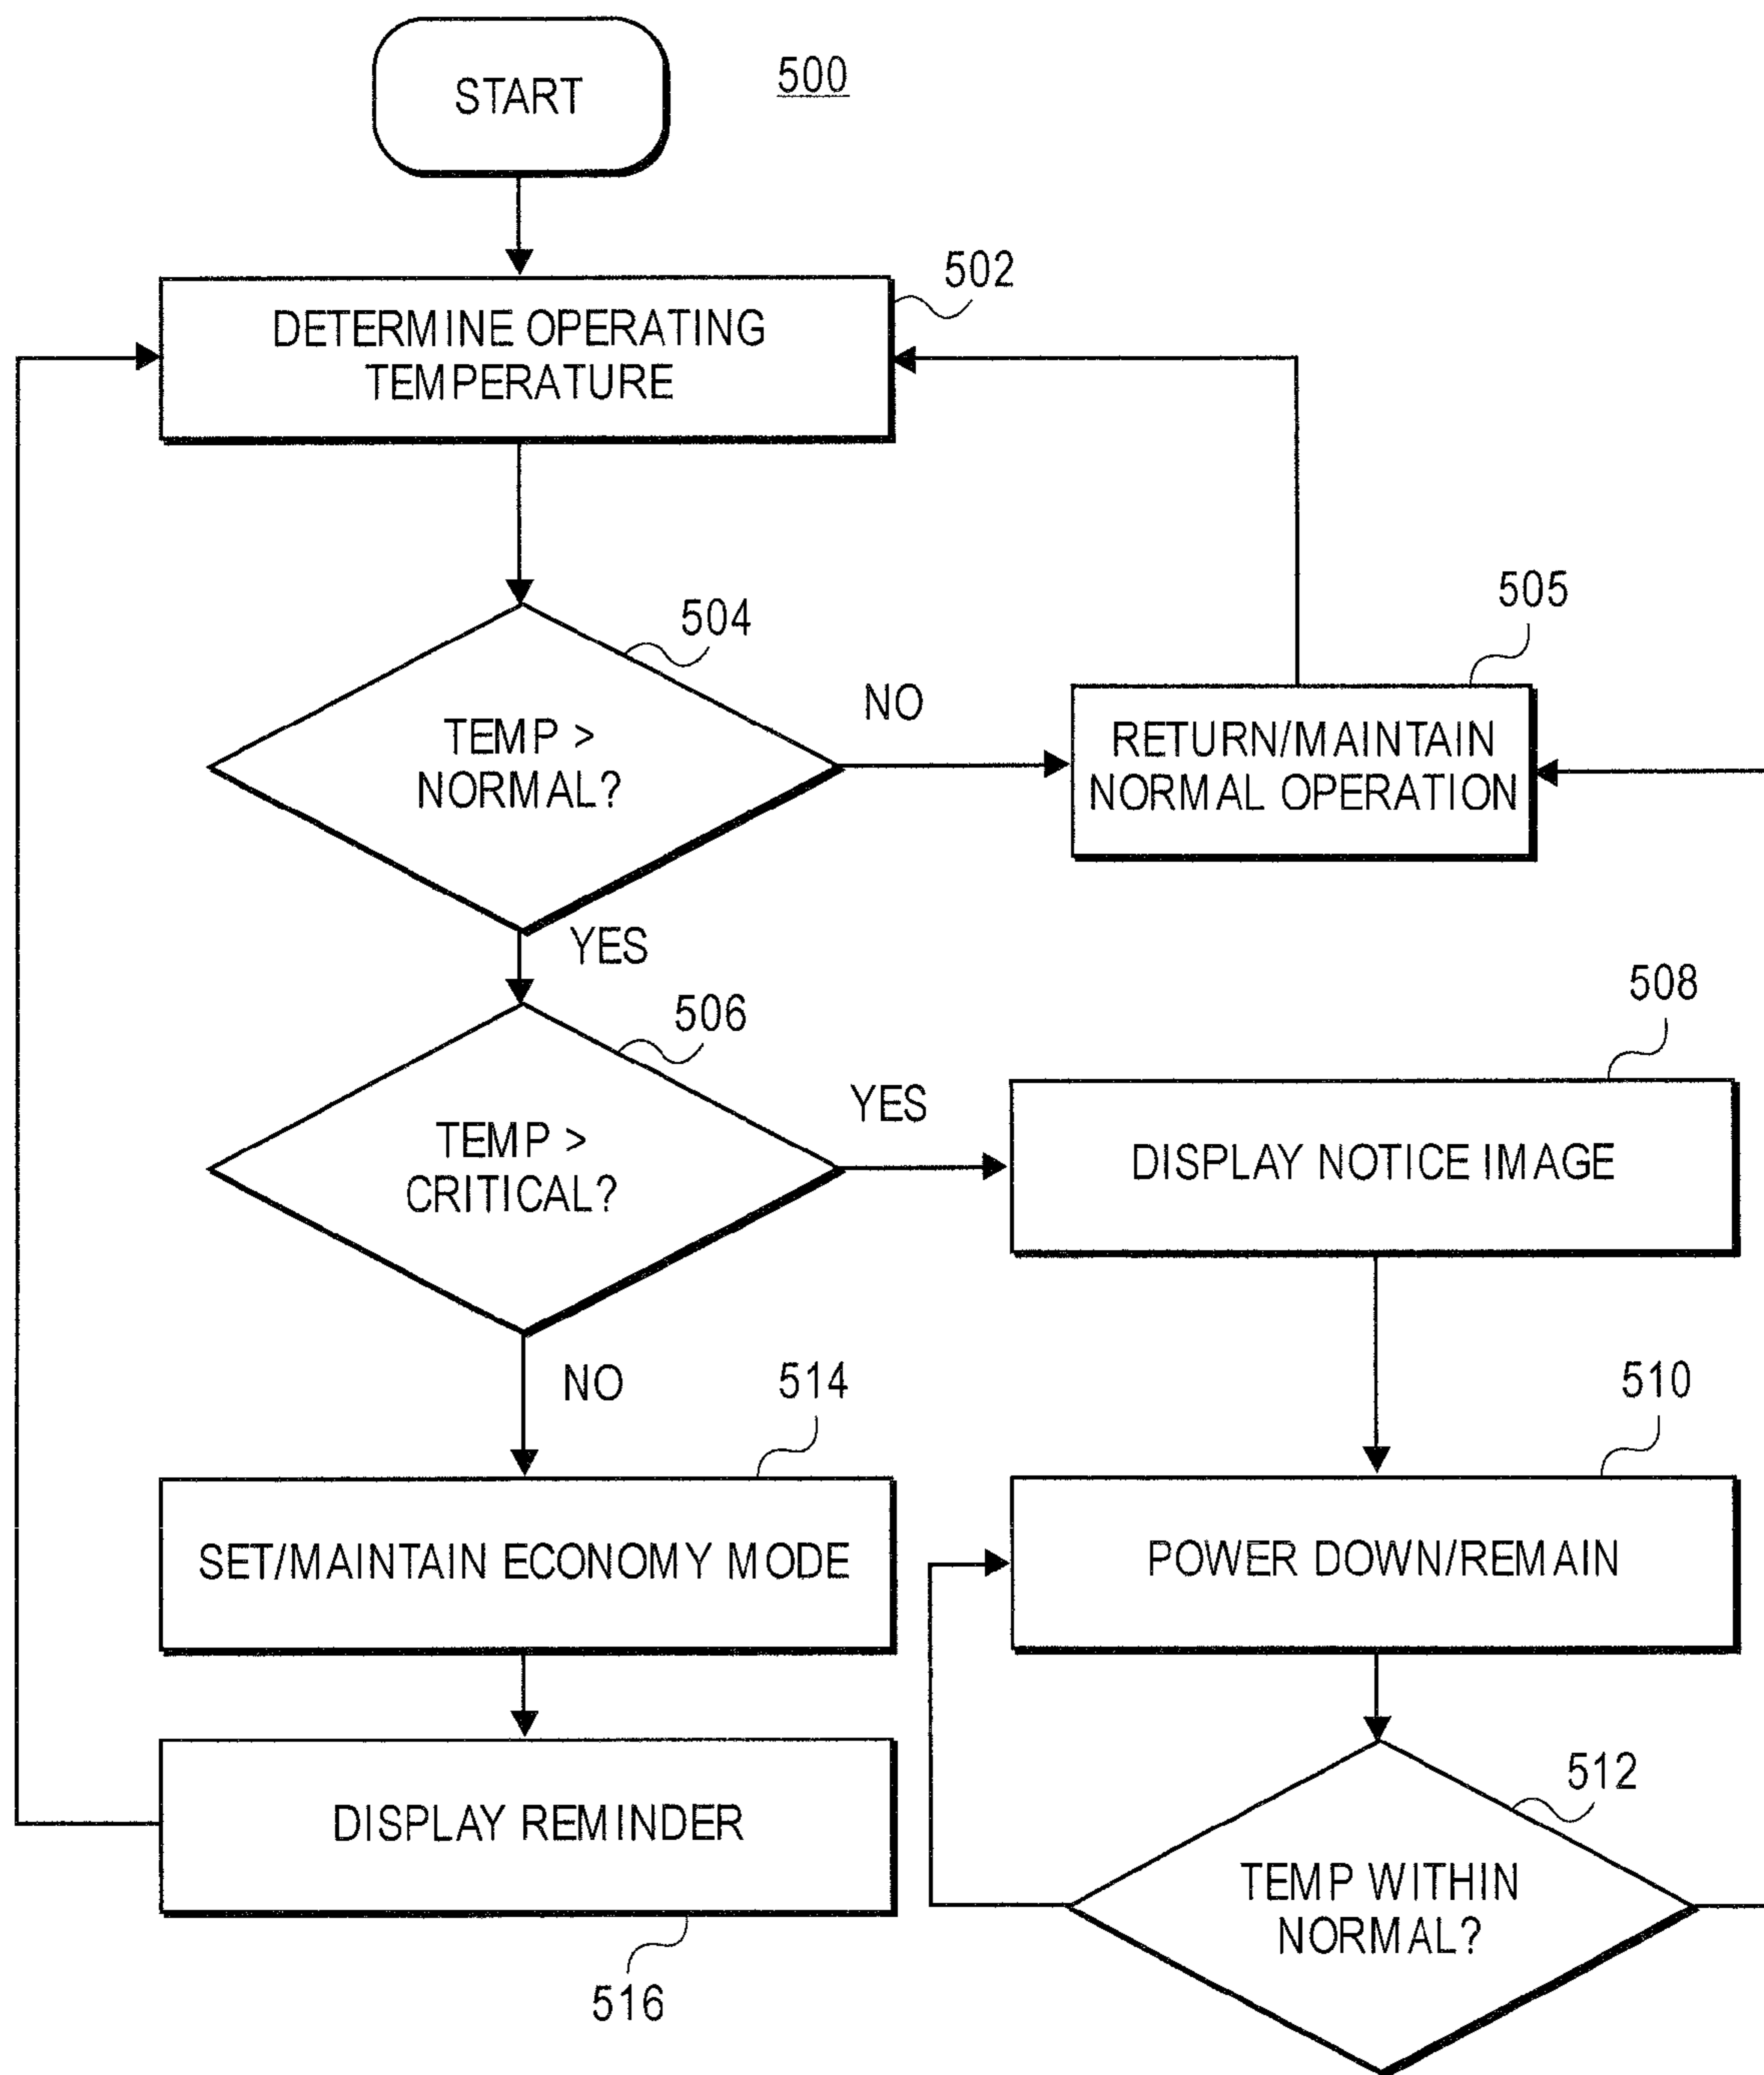 START
500
502
DETERMINE OPERATING
TEMPERATURE
504
TEMP >
NORMAL?
NO
505
RETURN/MAINTAIN
NORMAL OPERATION
YES
506
TEMP >
CRITICAL?
YES
508
DISPLAY NOTICE IMAGE
NO
514
SET/MAINTAIN ECONOMY MODE
510
POWER DOWN/REMAIN
DISPLAY REMINDER
516
512
TEMP WITHIN
NORMAL?